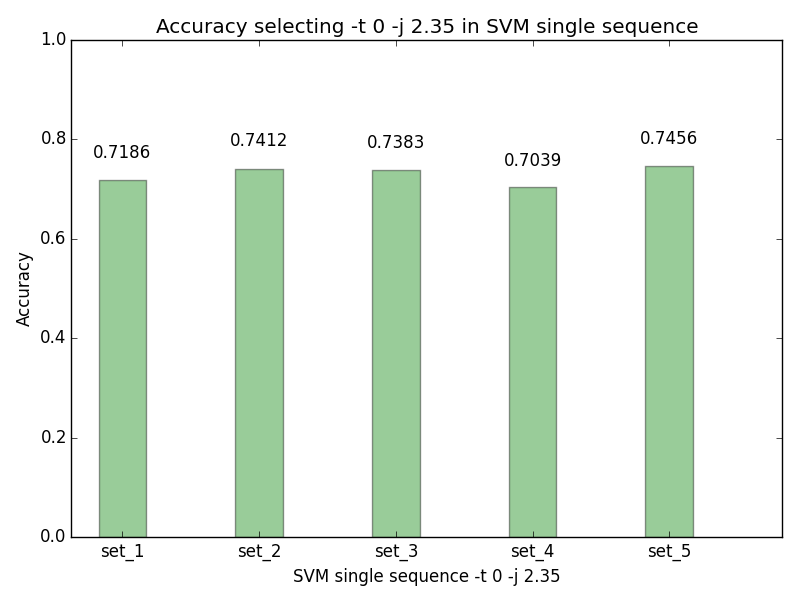 Accuracy selecting -t 0 -j 2.35 in SVM single sequence
1.0
0.8
0.6
0.4
0.2
0.0
Accuracy
0.7186
0.7412
0.7383
0.7039
0.7456
set_1
set_2
set_3
set_4
set_5
SVM single sequence -t 0 -j 2.35